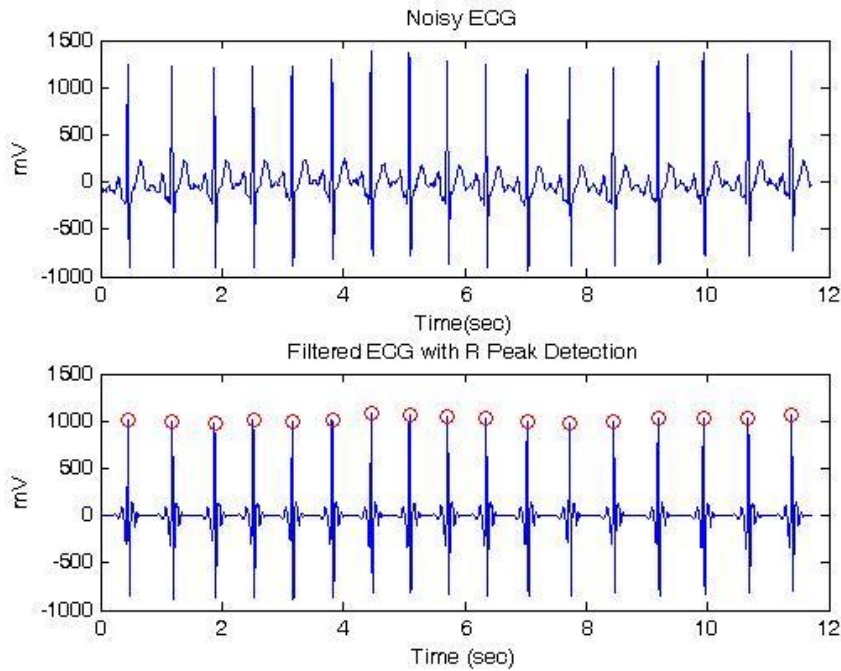 Noisy ECG
1500
1000
500
0
-500
-1000
mV
0 2 4 6 8 10 12
Time(sec)
Filtered ECG with R Peak Detection
1500
1000
500
0
-500
-1000
mV
0 2 4 6 8 10 12
Time (sec)